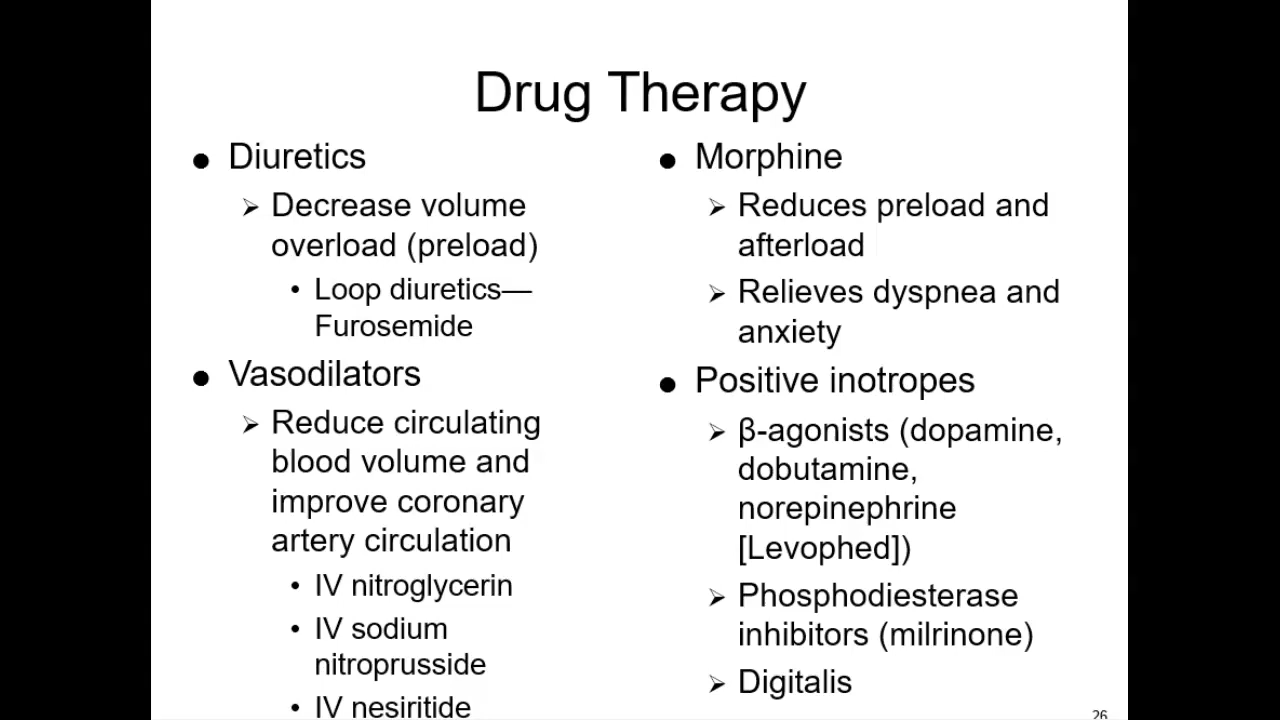 Drug Therapy
● Diuretics
➢ Decrease volume
overload (preload)
• Loop diuretics—
Furosemide
● Vasodilators
➢ Reduce circulating
blood volume and
improve coronary
artery circulation
• IV nitroglycerin
• IV sodium
nitroprusside
• IV nesiritide
● Morphine
➢ Reduces preload and
afterload
➢ Relieves dyspnea and
anxiety
● Positive inotropes
➢ β-agonists (dopamine,
dobutamine,
norepinephrine
[Levophed])
➢ Phosphodiesterase
inhibitors (milrinone)
➢ Digitalis
26